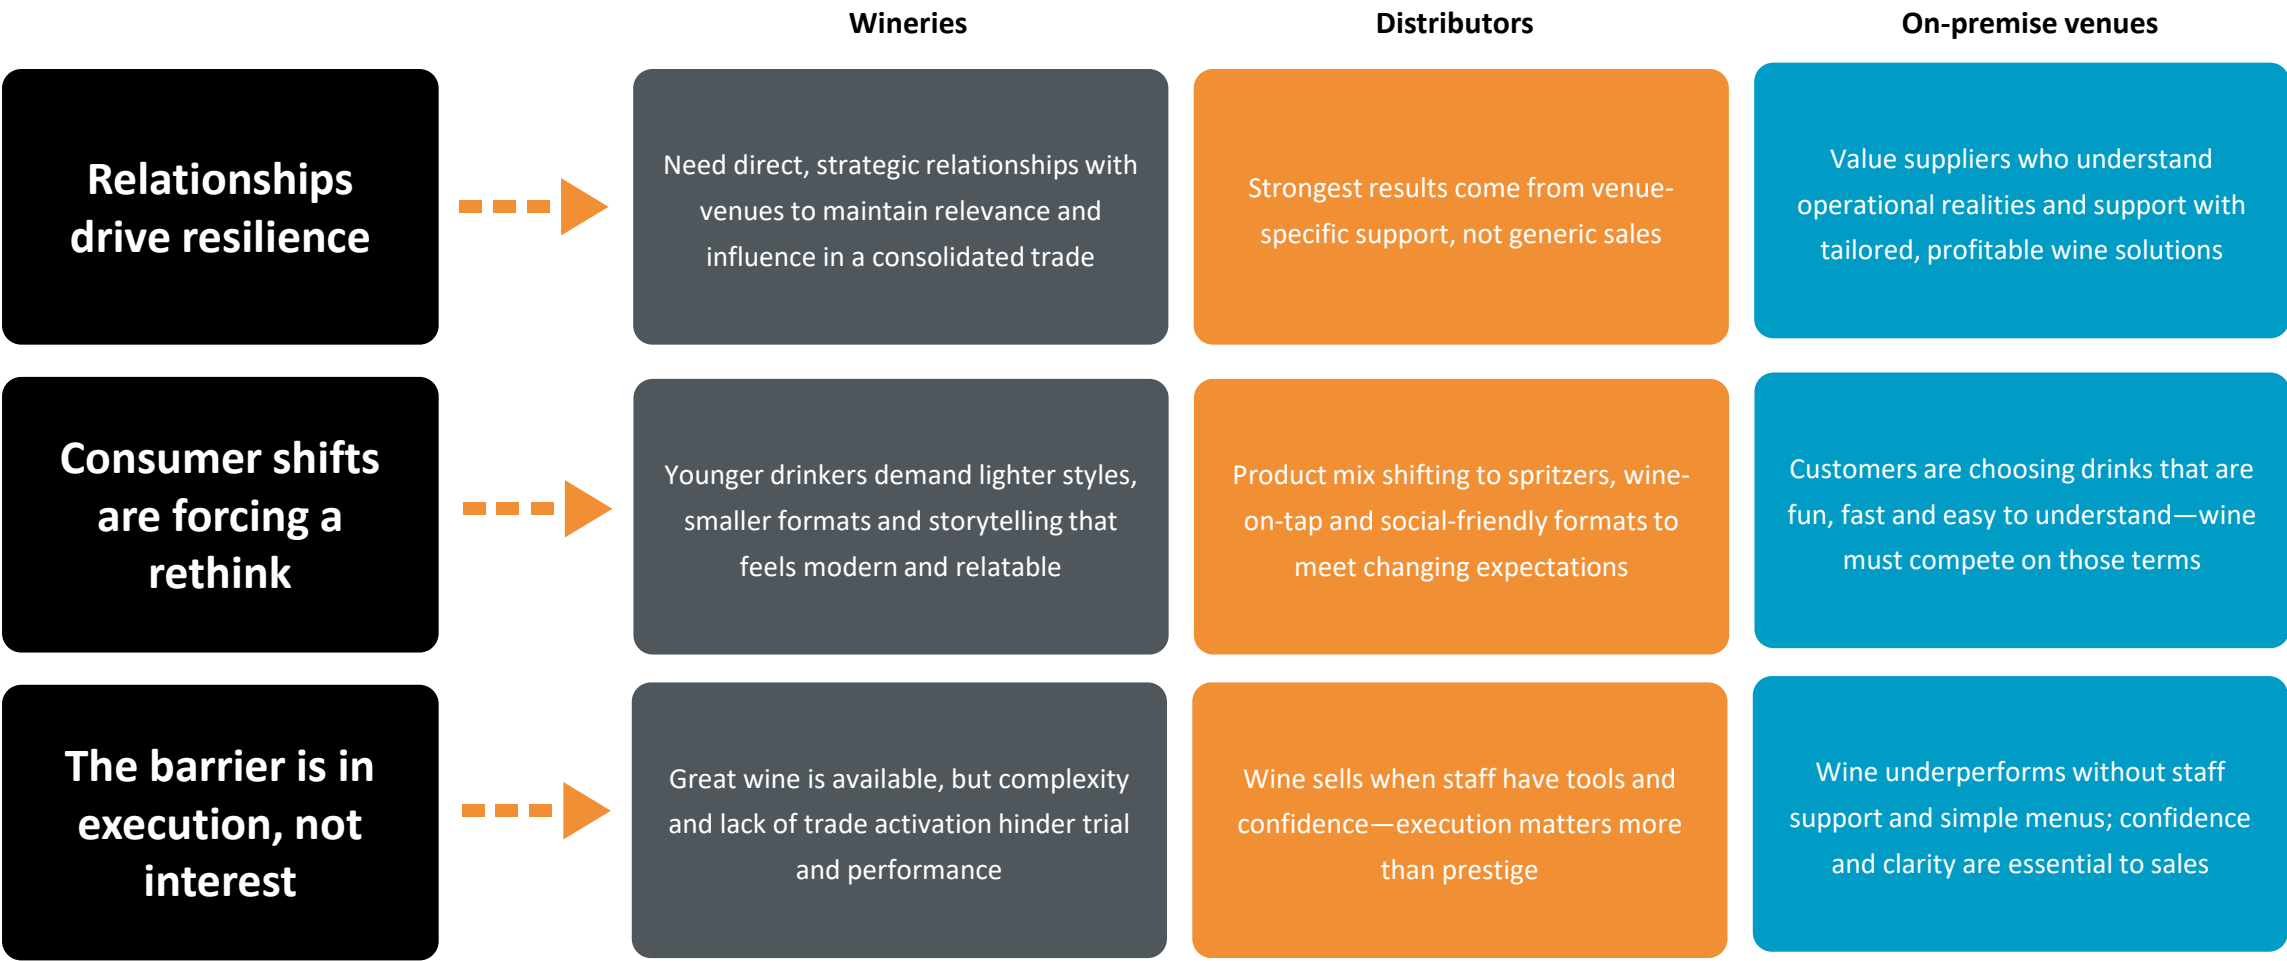 Wineries
Distributors
On-premise venues
Relationships
drive resilience
Need direct, strategic relationships with
venues to maintain relevance and
influence in a consolidated trade
Strongest results come from venue-
specific support, not generic sales
Value suppliers who understand
operational realities and support with
tailored, profitable wine solutions
Consumer shifts
are forcing a
rethink
Younger drinkers demand lighter styles,
smaller formats and storytelling that
feels modern and relatable
Product mix shifting to spritzers, wine-
on-tap and social-friendly formats to
meet changing expectations
Customers are choosing drinks that are
fun, fast and easy to understand—wine
must compete on those terms
The barrier is in
execution, not
interest
Great wine is available, but complexity
and lack of trade activation hinder trial
and performance
Wine sells when staff have tools and
confidence—execution matters more
than prestige
Wine underperforms without staff
support and simple menus; confidence
and clarity are essential to sales